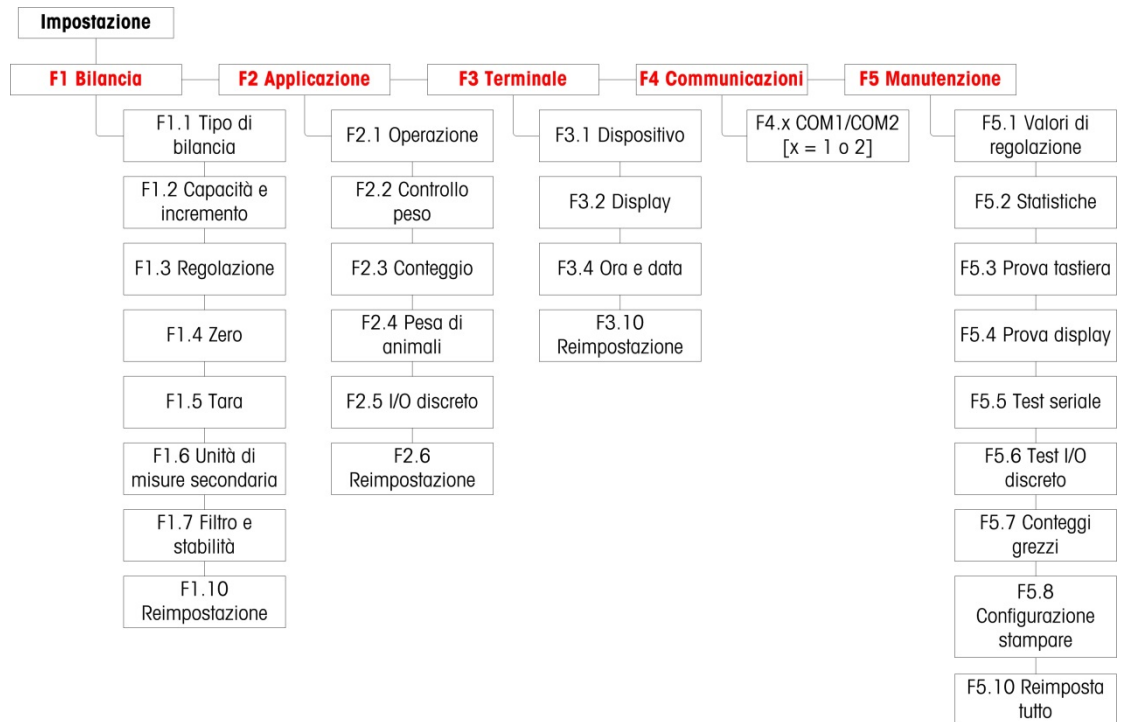 Impostazione
F1 Bilancia
F2 Applicazione
F3 Terminale
F4 Communicazioni
F5 Manutenzione
F1.1 Tipo di
bilancia
F1.2 Capacità e
incremento
F1.3 Regolazione
F1.4 Zero
F1.5 Tara
F1.6 Unità di
misure secondaria
F1.7 Filtro e
stabilità
F1.10
Reimpostazione
F2.1 Operazione
F2.2 Controllo
peso
F2.3 Conteggio
F2.4 Pesa di
animali
F2.5 I/O discreto
F2.6
Reimpostazione
F3.1 Dispositivo
F3.2 Display
F3.4 Ora e data
F3.10
Reimpostazione
F4.x COM1/COM2
[x = 1 o 2]
F5.1 Valori di
regolazione
F5.2 Statistiche
F5.3 Prova tastiera
F5.4 Prova display
F5.5 Test seriale
F5.6 Test I/O
discreto
F5.7 Conteggi
grezzi
F5.8
Configurazione
stampare
F5.10 Reimposta
tutto